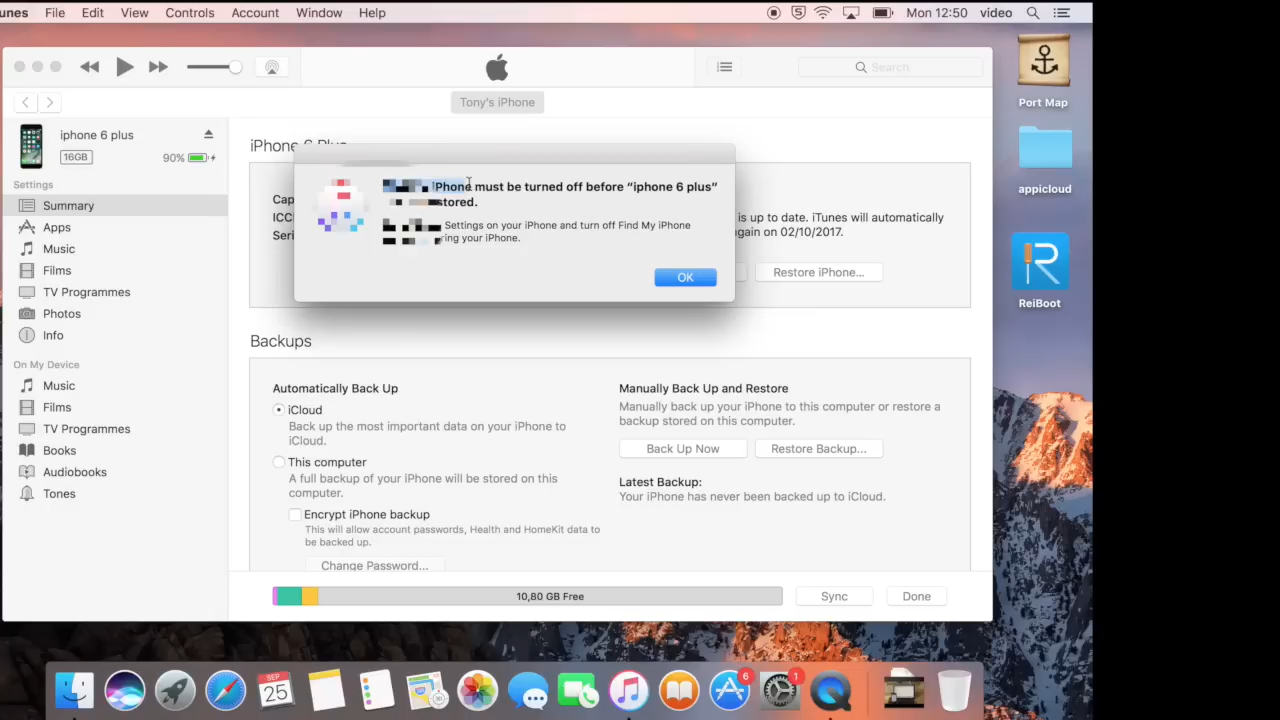 unes File Edit View Controls Account Window Help
Mon 12:50 video
Search
Tony's iPhone
iphone 6 plus
16GB
90%
Settings
Summary
Apps
Music
Films
TV Programmes
Photos
Info
On My Device
Music
Films
TV Programmes
Books
Audiobooks
Tones
iPhone 6 Plus
Cap
ICC
Seri
iPhone must be turned off before “iphone 6 plus”
stored.
Settings on your iPhone and turn off Find My iPhone
ring your iPhone.
OK
is up to date. iTunes will automatically
gain on 02/10/2017.
Restore iPhone...
Backups
Automatically Back Up
iCloud
Back up the most important data on your iPhone to
iCloud.
This computer
A full backup of your iPhone will be stored on this
computer.
Encrypt iPhone backup
This will allow account passwords, Health and HomeKit data to
be backed up.
Change Password...
Manually Back Up and Restore
Manually back up your iPhone to this computer or restore a
backup stored on this computer.
Back Up Now
Restore Backup...
Latest Backup:
Your iPhone has never been backed up to iCloud.
10,80 GB Free
Sync
Done
Port Map
appicloud
ReiBoot
SEP
25
6
1